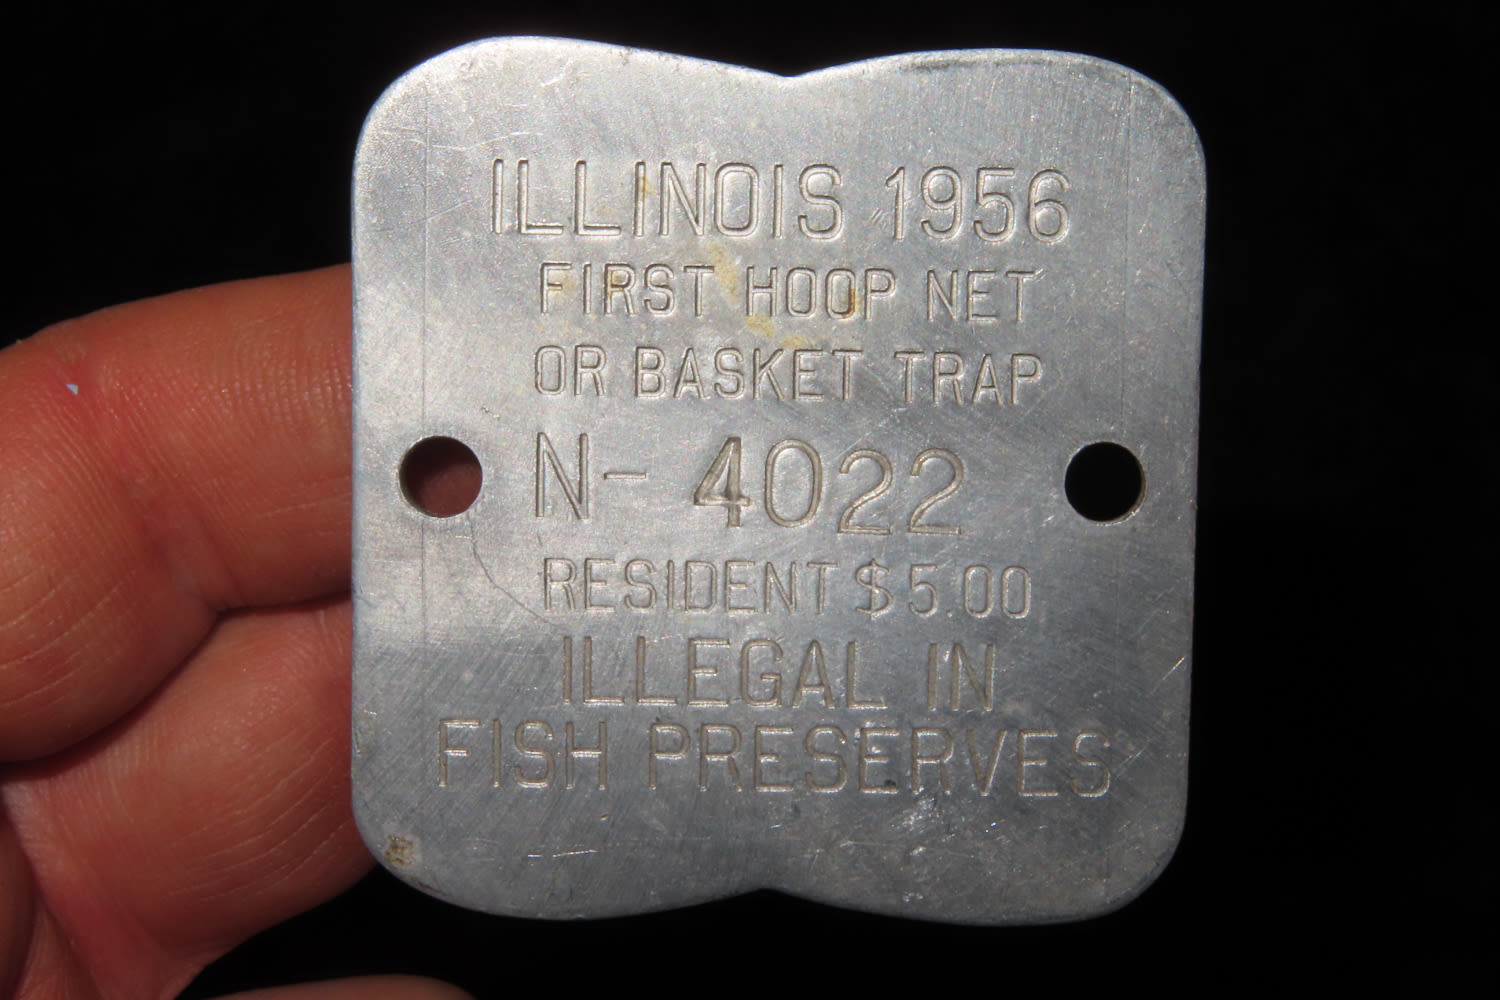 ILLINOIS 1956
FIRST HOOP NET
OR BASKET TRAP
N- 4022
RESIDENT $5.00
ILLEGAL IN
FISH PRESERVES